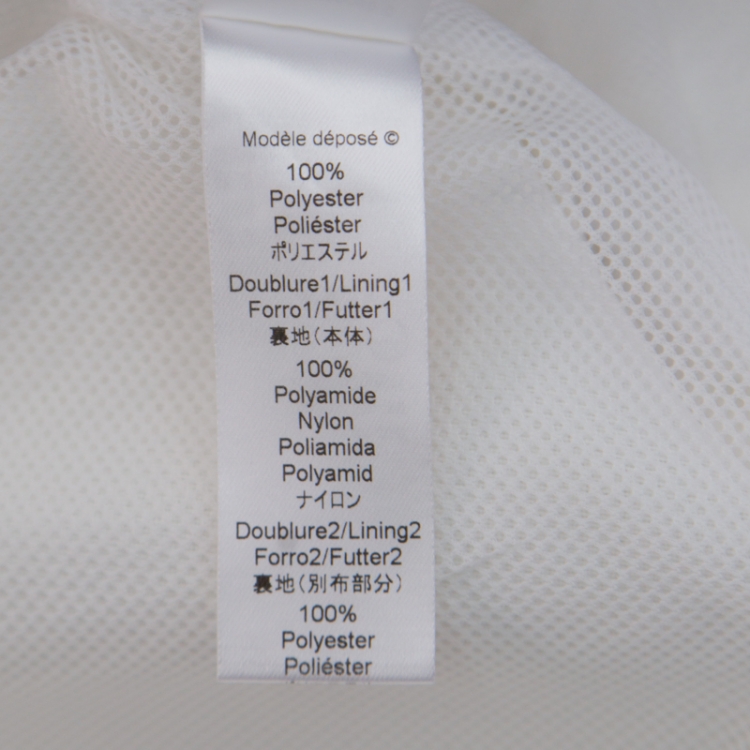 Modèle déposé ©
100%
Polyester
Poliéster
ポリエステル
Doublure1/Lining1
Forro1/Futter1
裏地(本体)
100%
Polyamide
Nylon
Poliamida
Polyamid
ナイロン
Doublure2/Lining2
Forro2/Futter2
裏地(別布部分)
100%
Polyester
Poliéster